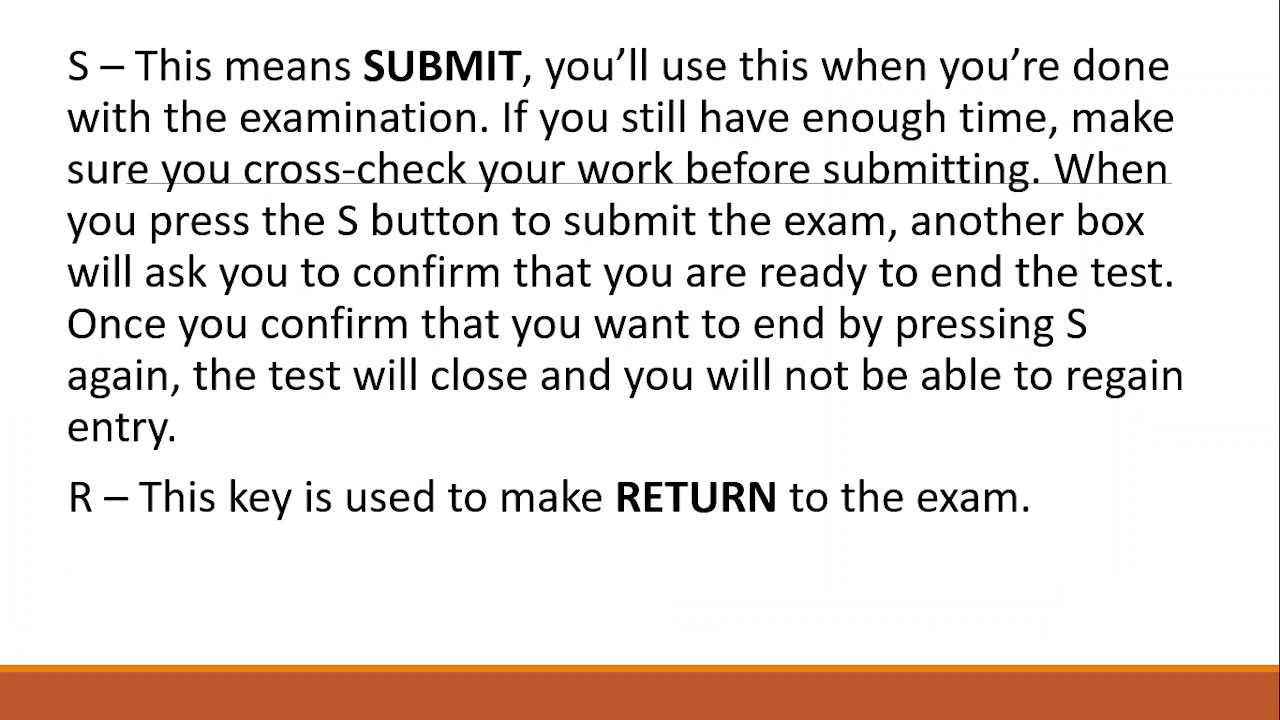 S – This means SUBMIT, you’ll use this when you’re done
with the examination. If you still have enough time, make
sure you cross-check your work before submitting. When
you press the S button to submit the exam, another box
will ask you to confirm that you are ready to end the test.
Once you confirm that you want to end by pressing S
again, the test will close and you will not be able to regain
entry.
R – This key is used to make RETURN to the exam.